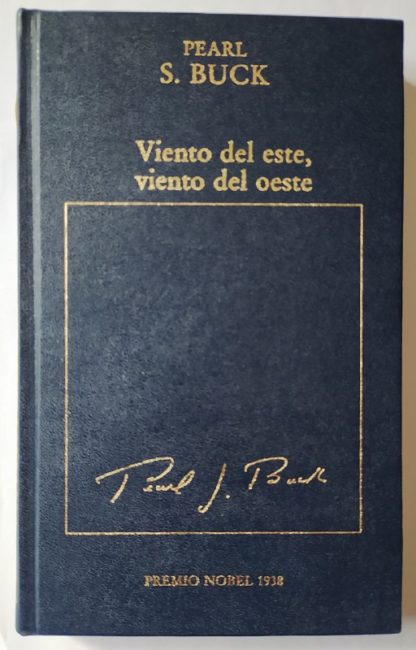 PEARL
S. BUCK
Viento del este,
viento del oeste
Pearl S. Buck
PREMIO NOBEL 1938